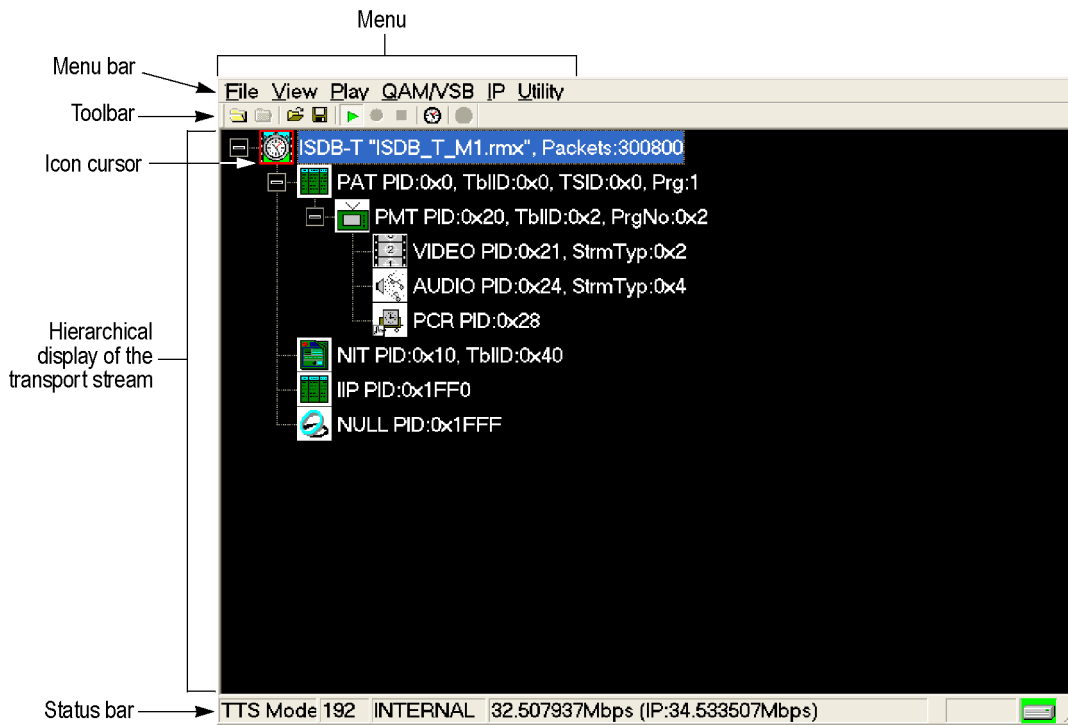 Menu
Menu bar
File View Play QAM/VSB IP Utility
Toolbar
ISDB-T "ISDB_T_M1.rmx", Packets:300800
Icon cursor
PAT PID:0x0, TblID:0x0, TSID:0x0, Prg:1
PMT PID:0x20, TblID:0x2, PrgNo:0x2
VIDEO PID:0x21, StrmTyp:0x2
AUDIO PID:0x24, StrmTyp:0x4
PCR PID:0x28
Hierarchical
display of the
transport stream
NIT PID:0x10, TblID:0x40
IIP PID:0x1FF0
NULL PID:0x1FFF
Status bar
TTS Mode 192 INTERNAL 32.507937Mbps (IP:34.533507Mbps)